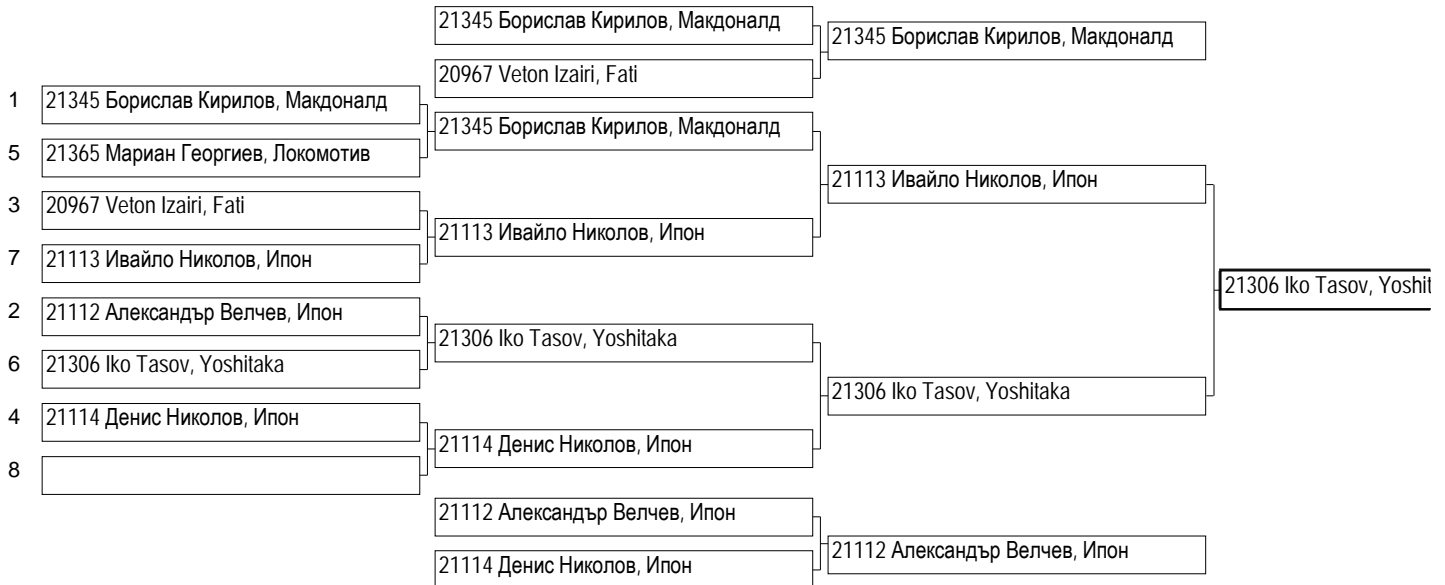 21345 Борислав Кирилов, Макдоналд
21345 Борислав Кирилов, Макдоналд
20967 Veton Izairi, Fati
1 21345 Борислав Кирилов, Макдоналд
21345 Борислав Кирилов, Макдоналд
5 21365 Мариан Георгиев, Локомотив
21113 Ивайло Николов, Ипон
3 20967 Veton Izairi, Fati
21113 Ивайло Николов, Ипон
7 21113 Ивайло Николов, Ипон
21306 Iko Tasov, Yoshit
2 21112 Александър Велчев, Ипон
21306 Iko Tasov, Yoshitaka
6 21306 Iko Tasov, Yoshitaka
21306 Iko Tasov, Yoshitaka
4 21114 Денис Николов, Ипон
21114 Денис Николов, Ипон
8
21112 Александър Велчев, Ипон
21112 Александър Велчев, Ипон
21114 Денис Николов, Ипон